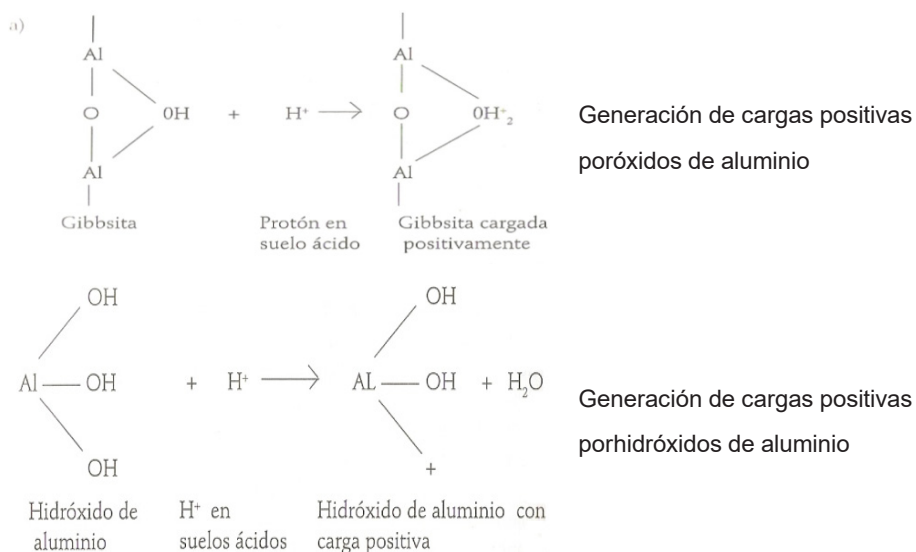 a)
Al
Al
O OH + H⁺ O OH⁺₂
Generación de cargas positivas
poróxidos de aluminio
Al
Al
Gibbsita Protón en suelo ácido Gibbsita cargada positivamente
OH OH
Al OH + H⁺ AL OH + H₂O
Generación de cargas positivas
porhidróxidos de aluminio
OH +
Hidróxido de aluminio H⁺ en suelos ácidos Hidróxido de aluminio con carga positiva